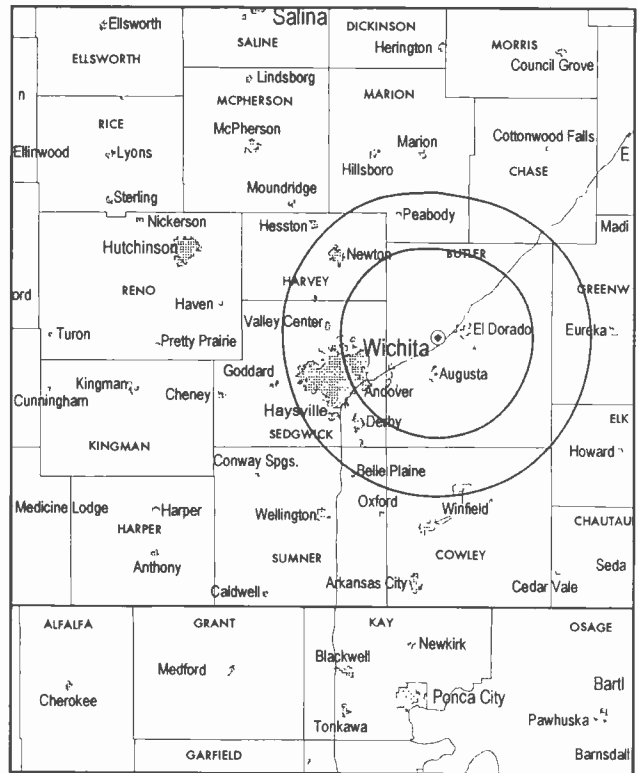 Ellsworth
Salina
DICKINSON
SALINE
Herington
MORRIS
ELLSWORTH
Council Grove
Lindsborg
n
MCPHERSON
MARION
RICE
McPherson
Cottonwood Falls
Ellinwood
Lyons
Marion
E
Hillsboro
CHASE
Sterling
Moundridge
Nickerson
Hesston
Peabody
Madi
Hutchinson
Newton
BUTLER
HARVEY
RENO
GREENW
ord
Haven
Valley Center
El Dorado
Eureka
Turon
Pretty Prairie
Wichita
Goddard
Augusta
Kingman
Cheney
Andover
Cunningham
Haysville
Derby
ELK
SEDGWICK
KINGMAN
Howard
Conway Spgs.
Belle Plaine
Medicine Lodge
Harper
Oxford
Winfield
Wellington
CHAUTAU
HARPER
SUMNER
COWLEY
Anthony
Seda
Caldwell
Arkansas City
Cedar Vale
ALFALFA
GRANT
KAY
OSAGE
Newkirk
Blackwell
Medford
Bartl
Cherokee
Ponca City
Tonkawa
Pawhuska
GARFIELD
Barnsdall